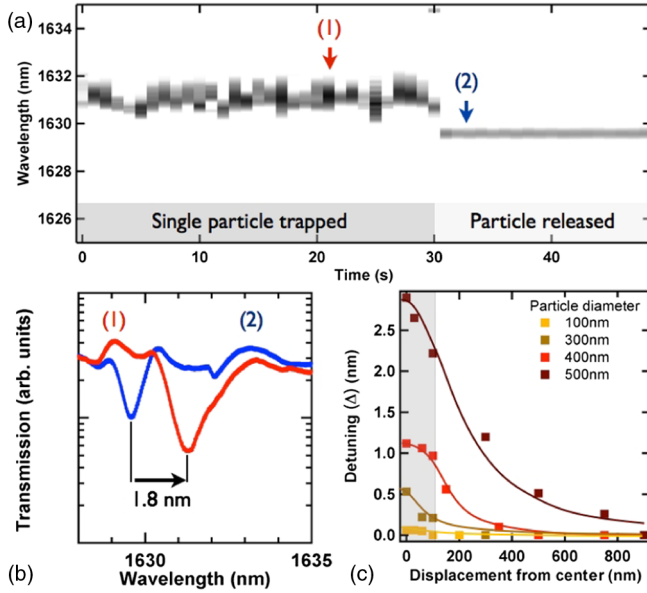 (a)
1634
1632
1630
1628
1626
Wavelength (nm)
(1)
(2)
Single particle trapped
Particle released
0
10
20
30
40
Time (s)
(b)
Transmission (arb. units)
(1)
(2)
1.8 nm
1630
1635
Wavelength (nm)
(c)
Detuning (Δ) (nm)
2.5
2.0
1.5
1.0
0.5
0.0
Particle diameter
100nm
300nm
400nm
500nm
0
200
400
600
800
Displacement from center (nm)